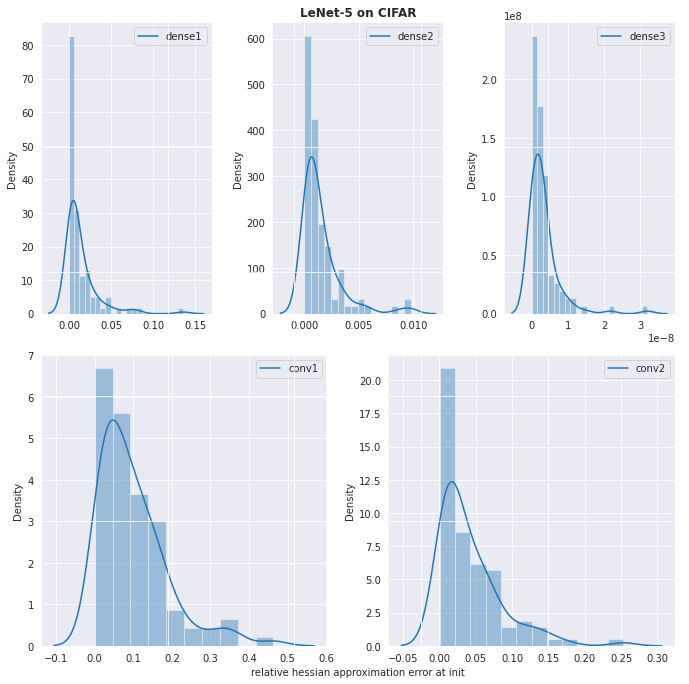 LeNet-5 on CIFAR
dense1
80
70
60
50
40
30
20
10
0
Density
0.00 0.05 0.10 0.15
dense2
600
500
400
300
200
100
0
Density
0.000 0.005 0.010
1e8
dense3
2.0
1.5
1.0
0.5
0.0
Density
0 1 2 3
1e−8
conv1
7
6
5
4
3
2
1
0
Density
−0.1 0.0 0.1 0.2 0.3 0.4 0.5 0.6
conv2
20.0
17.5
15.0
12.5
10.0
7.5
5.0
2.5
0.0
Density
−0.05 0.00 0.05 0.10 0.15 0.20 0.25 0.30
relative hessian approximation error at init